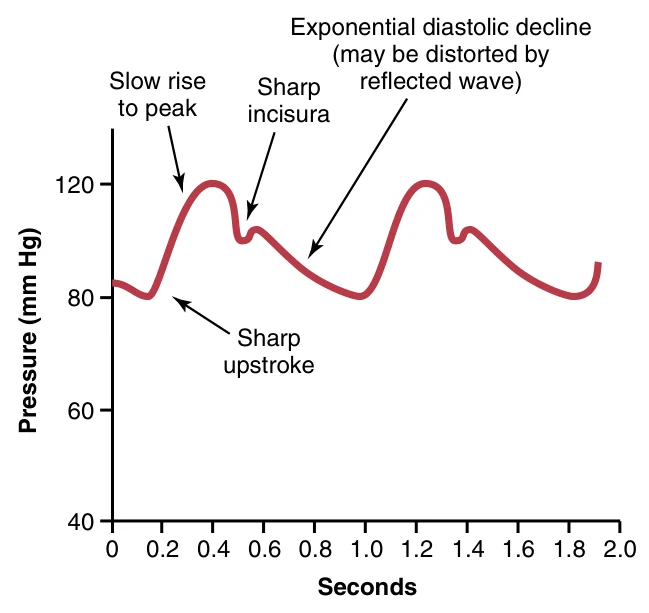 Exponential diastolic decline
(may be distorted by
reflected wave)
Slow rise
to peak
Sharp
incisura
120
80
60
40
Pressure (mm Hg)
Sharp
upstroke
0 0.2 0.4 0.6 0.8 1.0 1.2 1.4 1.6 1.8 2.0
Seconds